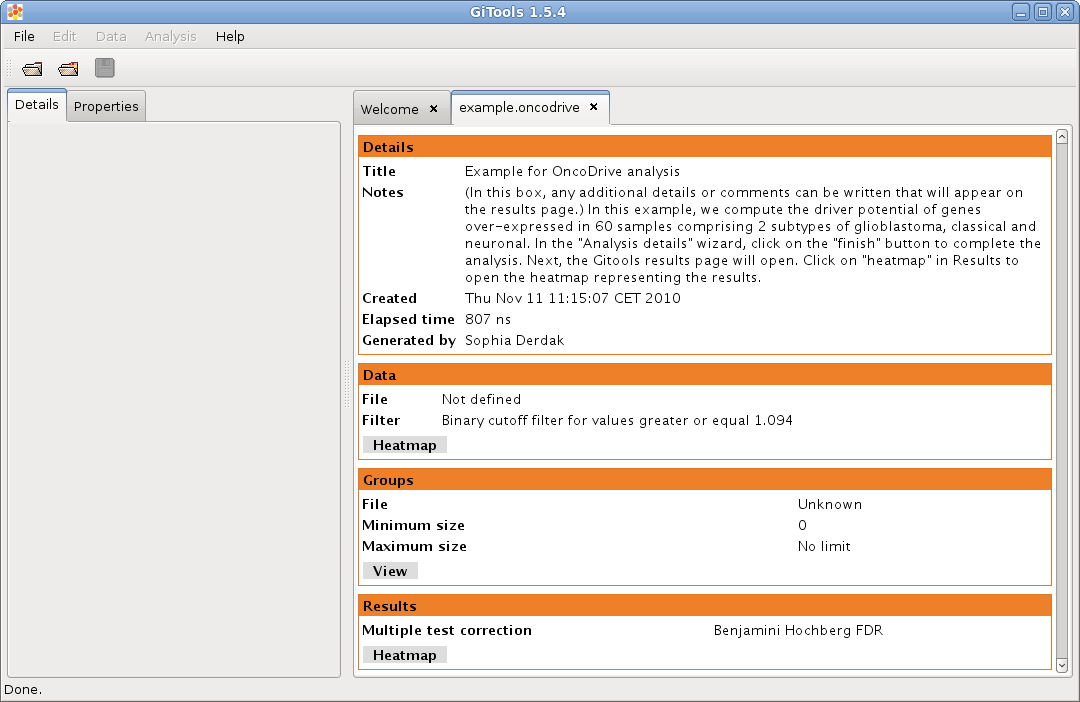 GiTools 1.5.4
File Edit Data Analysis Help
Details Properties
Welcome × example.oncodrive ×
Details
Title Example for OncoDrive analysis
Notes (In this box, any additional details or comments can be written that will appear on
the results page.) In this example, we compute the driver potential of genes
over-expressed in 60 samples comprising 2 subtypes of glioblastoma, classical and
neuronal. In the "Analysis details" wizard, click on the "finish" button to complete the
analysis. Next, the Gitools results page will open. Click on "heatmap" in Results to
open the heatmap representing the results.
Created Thu Nov 11 11:15:07 CET 2010
Elapsed time 807 ns
Generated by Sophia Derdak
Data
File Not defined
Filter Binary cutoff filter for values greater or equal 1.094
Heatmap
Groups
File Unknown
Minimum size 0
Maximum size No limit
View
Results
Multiple test correction Benjamini Hochberg FDR
Heatmap
Done.